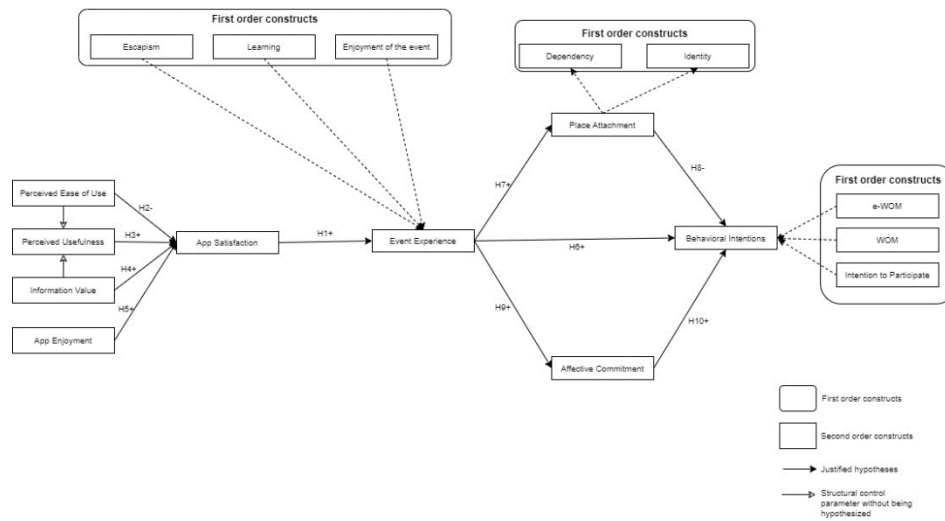 First order constructs
Escapism
Learning
Enjoyment of the event
First order constructs
Dependency
Identity
Place Attachment
H7+
H8-
Perceived Ease of Use
H2-
Perceived Usefulness
H3+
App Satisfaction
H1+
Event Experience
H6+
Behavioral Intentions
H4+
Information Value
H5+
App Enjoyment
H9+
H10+
Affective Commitment
First order constructs
e-WOM
WOM
Intention to Participate
First order constructs
Second order constructs
Justified hypotheses
Structural control
parameter without being
hypothesized